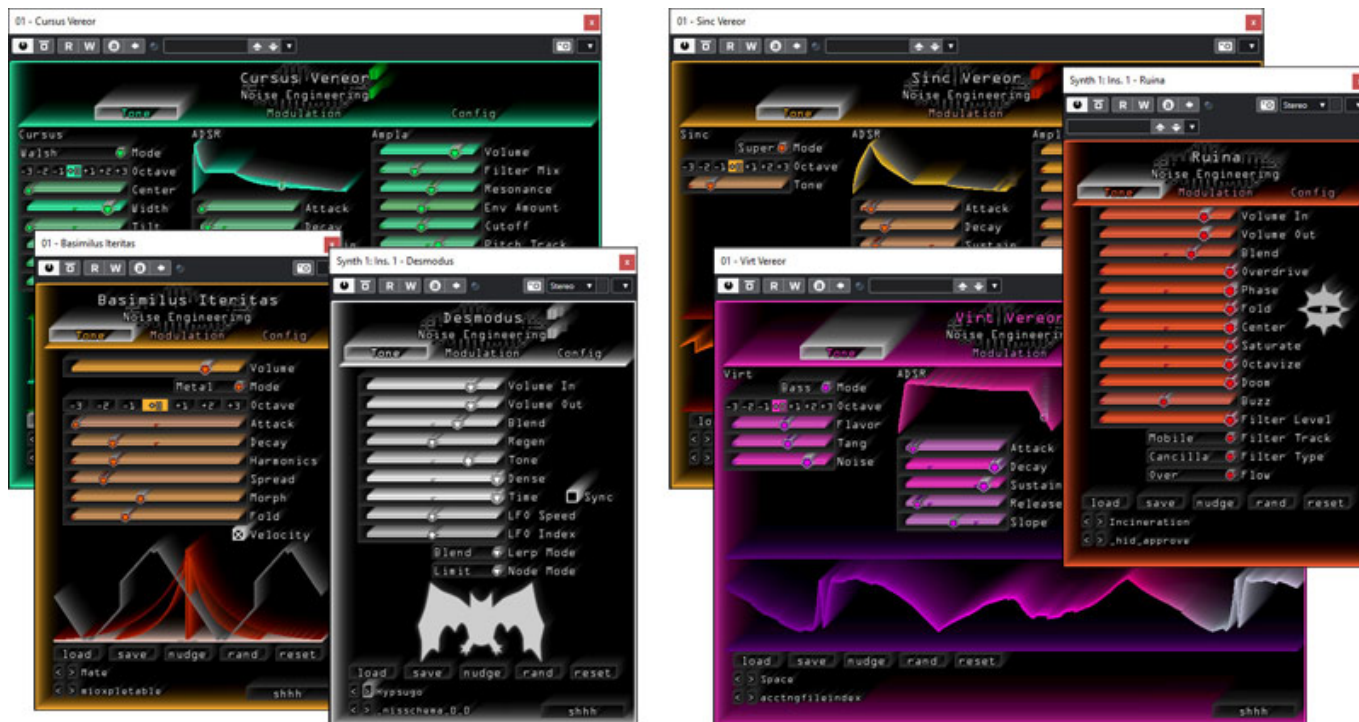 01 - Cursus Vereor
R W
Cursus Vereor
Noise Engineering
Tone Modulation Config
Cursus ADSR Ampla
Walsh Mode
-3 -2 -1 +1 +2 +3 Octave
Center
Width
Tilt
Attack
Decay
Volume
Filter Mix
Resonance
Env Amount
Cutoff
Pitch Track
01 - Basimilus Iteritas
R W
Basimilus Iteritas
Noise Engineering
Tone Modulation Config
Volume
Metal Mode
-3 -2 -1 +1 +2 +3 Octave
Attack
Decay
Harmonics
Spread
Morph
Fold
Velocity
load save nudge rand reset
< > Mate
< > mioxpletable
shhh
Synth 1: Ins. 1 - Desmodus
R W Stereo
Desmodus
Noise Engineering
Tone Modulation Config
Volume In
Volume Out
Blend
Regen
Tone
Dense
Time Sync
LFO Speed
LFO Index
Blend Lerp Mode
Limit Node Mode
load save nudge rand reset
< > Hypsugo
< > _misschema_0_0
shhh
01 - Sinc Vereor
R W
Sinc Vereor
Noise Engineering
Tone Modulation
Sinc ADSR
Super Mode
-3 -2 -1 +1 +2 +3 Octave
Tone
Attack
Decay
Sustain
01 - Virt Vereor
R W
Virt Vereor
Noise Engineering
Tone Modulation
Virt ADSR
Bass Mode
-3 -2 -1 +1 +2 +3 Octave
Flavor
Tang
Noise
Attack
Decay
Sustain
Release
Slope
load save nudge rand reset
< > Space
< > acctngfileindex
shhh
Synth 1: Ins. 1 - Ruina
R W Stereo
Ruina
Noise Engineering
Tone Modulation Config
Volume In
Volume Out
Blend
Overdrive
Phase
Fold
Center
Saturate
Octavize
Doom
Buzz
Filter Level
Mobile Filter Track
Cancilla Filter Type
Over Flow
load save nudge rand reset
< > Incineration
< > _hid_approve